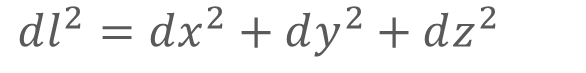 dl² = dx² + dy² + dz²